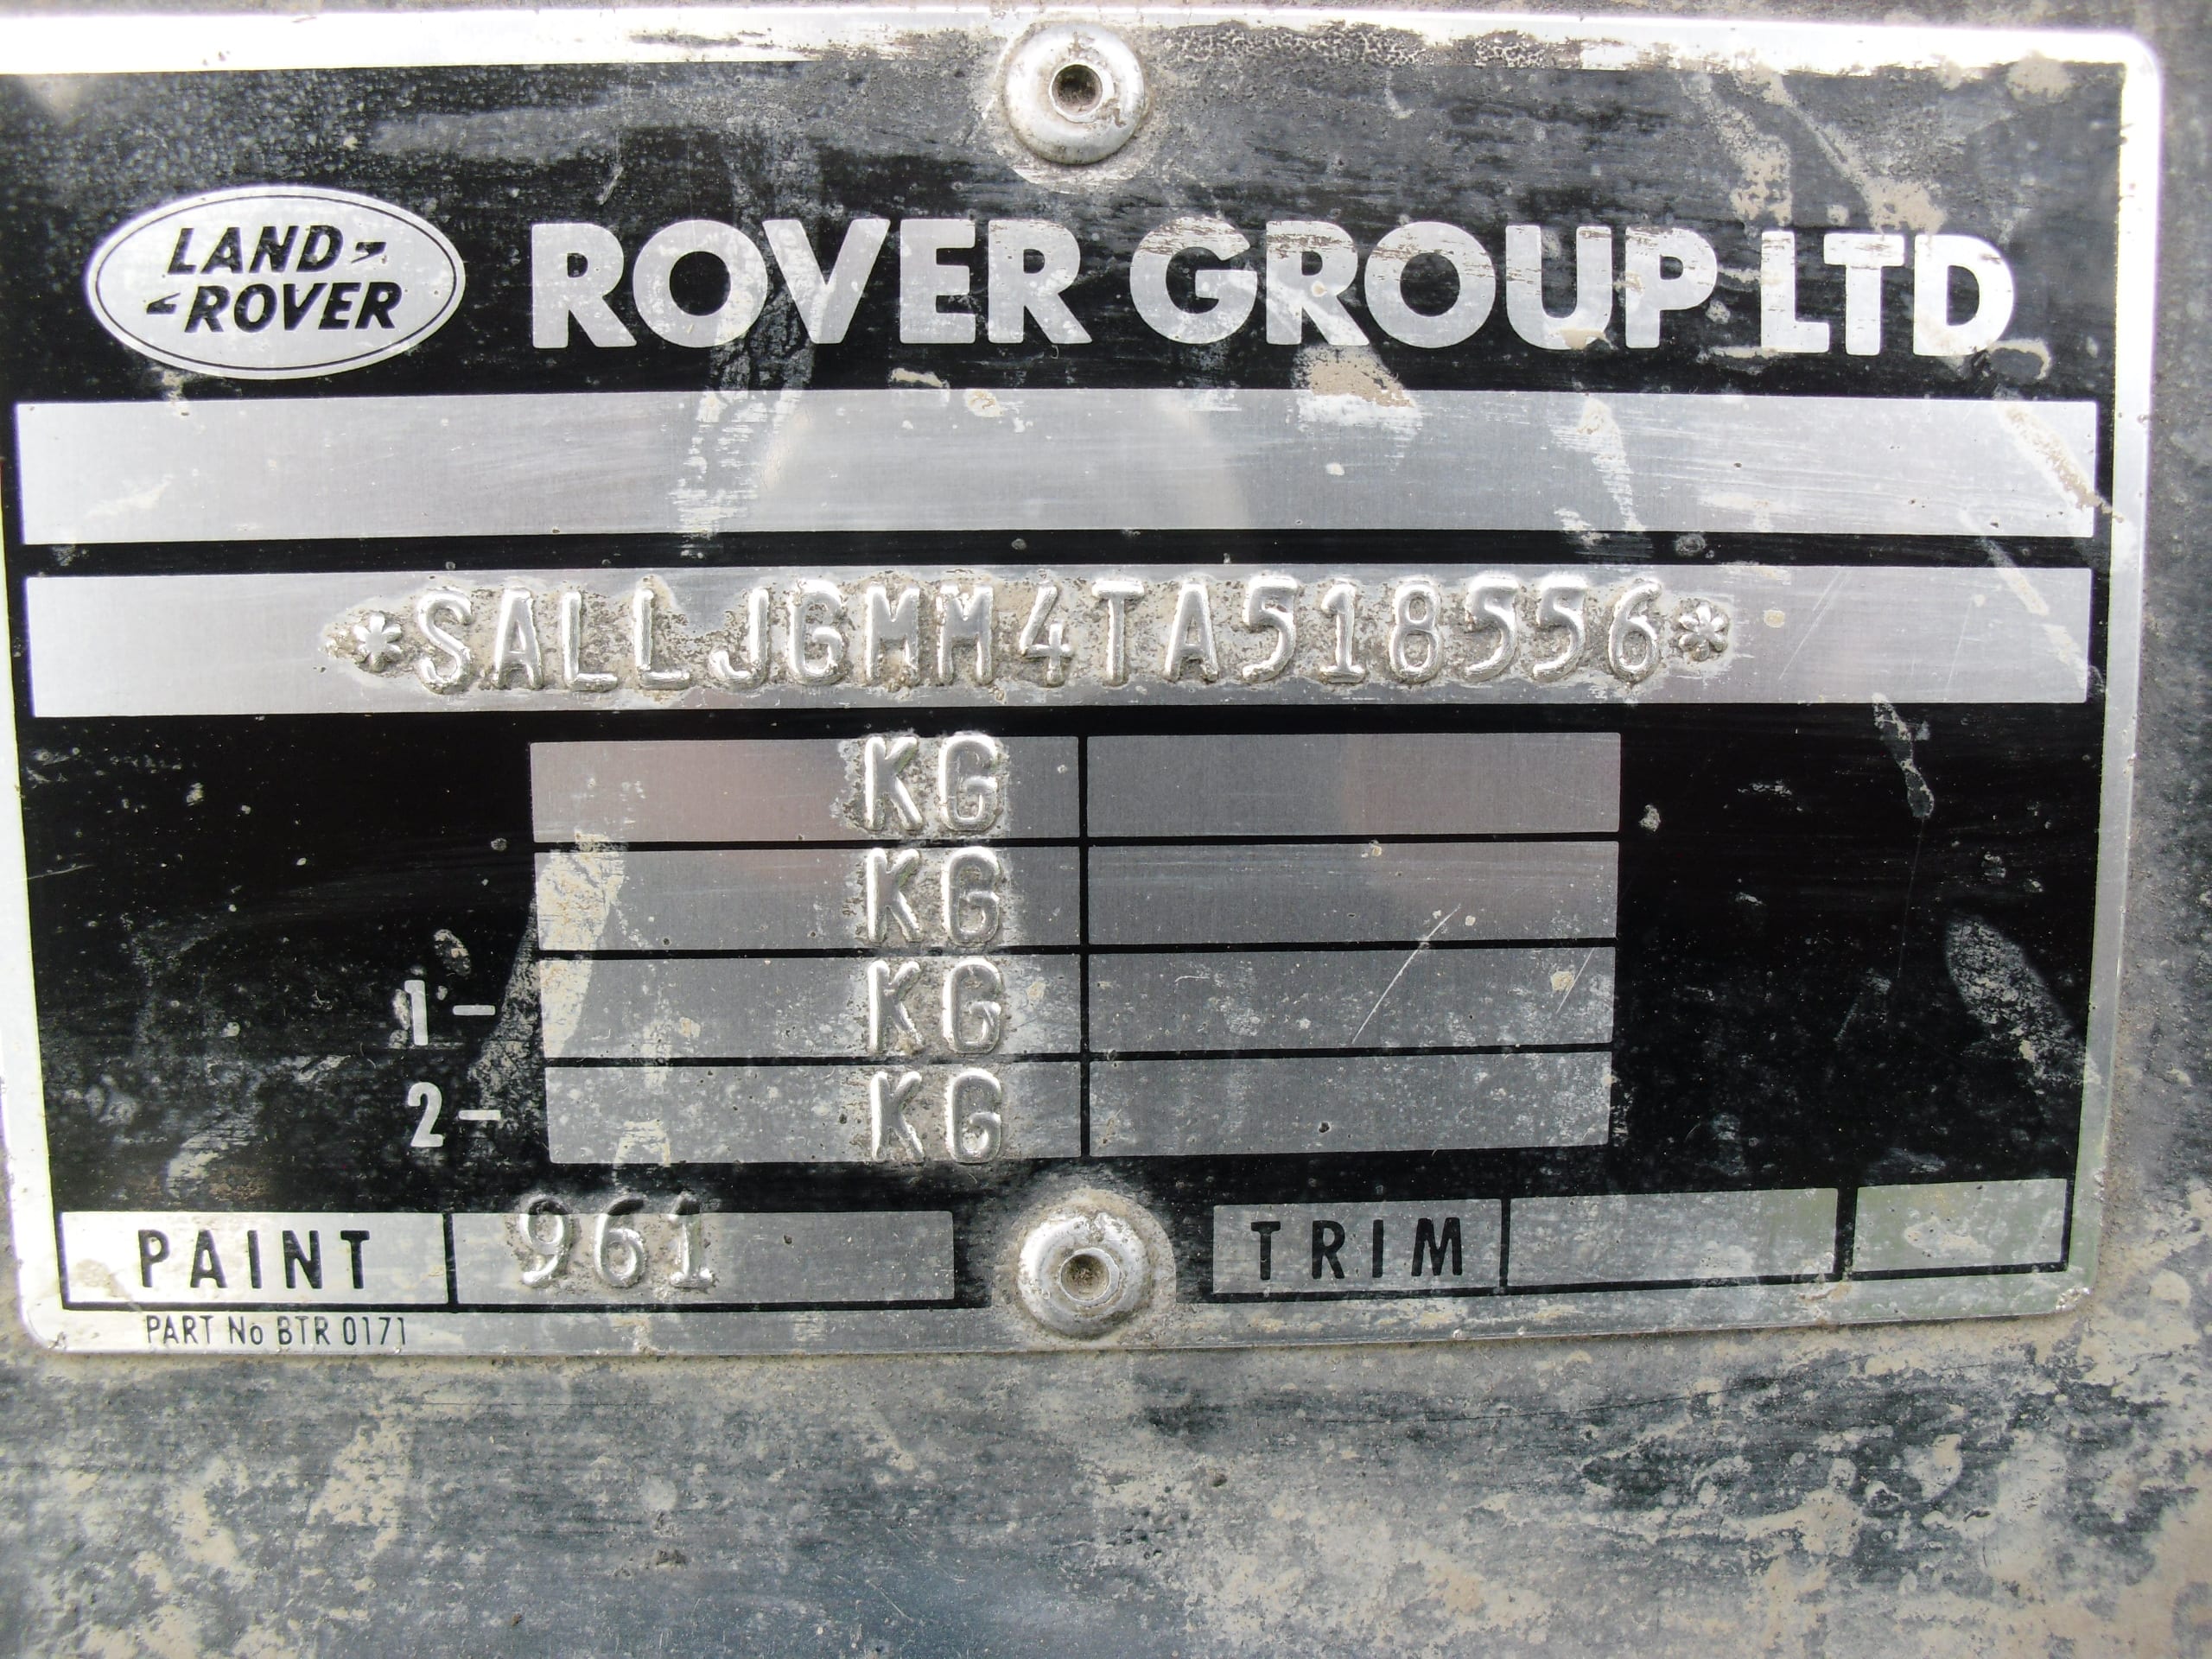 LAND
ROVER
ROVER GROUP LTD
*SALLJGMM4TA518556*
KG
KG
1- KG
2- KG
PAINT 961 TRIM
PART No BTR 0171